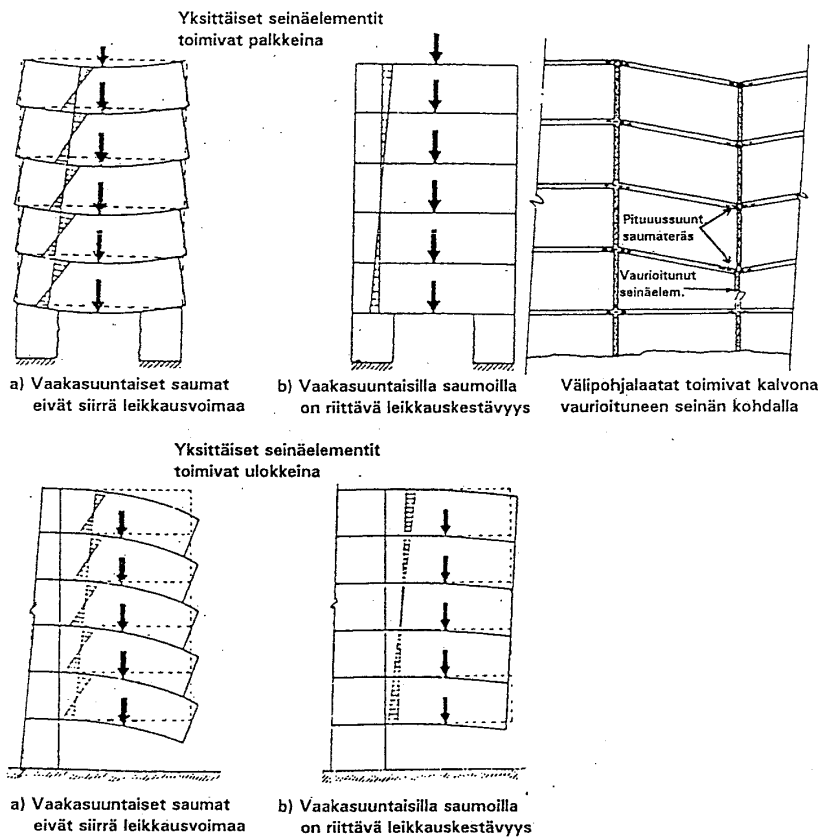 Yksittäiset seinäelementit
toimivat palkkeina
Pituuussuunt
saumateräs
Vaurioitunut
seinäelem.
a) Vaakasuuntaiset saumat
eivät siirrä leikkausvoimaa
b) Vaakasuuntaisilla saumoilla
on riittävä leikkauskestävyys
Välipohjalaatat toimivat kalvona
vaurioituneen seinän kohdalla
Yksittäiset seinäelementit
toimivat ulokkeina
a) Vaakasuuntaiset saumat
eivät siirrä leikkausvoimaa
b) Vaakasuuntaisilla saumoilla
on riittävä leikkauskestävyys